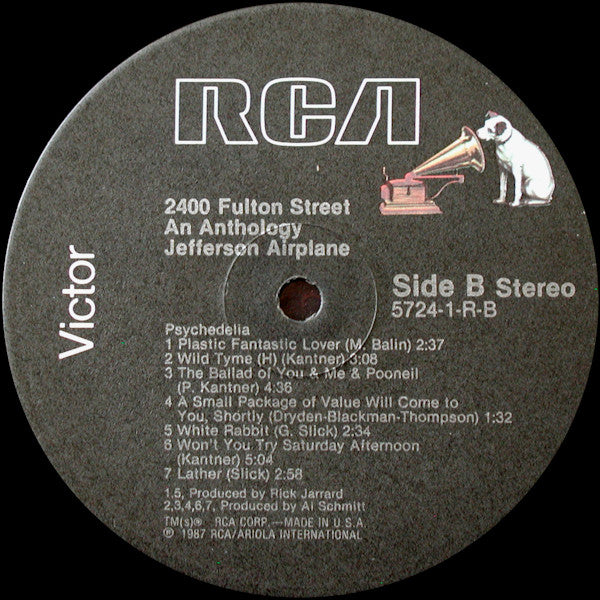 RCA
2400 Fulton Street
An Anthology
Jefferson Airplane
Victor
Side B Stereo
5724-1-R-B
Psychedelia
1 Plastic Fantastic Lover (M. Balin) 2:37
2 Wild Tyme (H) (Kantner) 3:08
3 The Ballad of You & Me & Pooneil
(P. Kantner) 4:36
4 A Small Package of Value Will Come to
You, Shortly (Dryden-Blackman-Thompson) 1:32
5 White Rabbit (G. Slick) 2:34
6 Won't You Try Saturday Afternoon
(Kantner) 5:04
7 Lather (Slick) 2:58
1,5, Produced by Rick Jarrard
2,3,4,6,7, Produced by Al Schmitt
TM(s)® RCA CORP.—MADE IN U.S.A.
℗ 1987 RCA/ARIOLA INTERNATIONAL